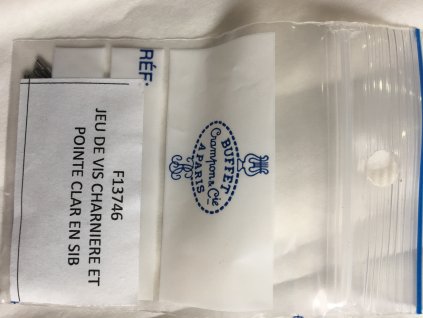 RÉF:
BUFFET
Crampon & Cie
A PARIS
F13746
JEU DE VIS CHARNIERE ET
POINTE CLAR EN SIB